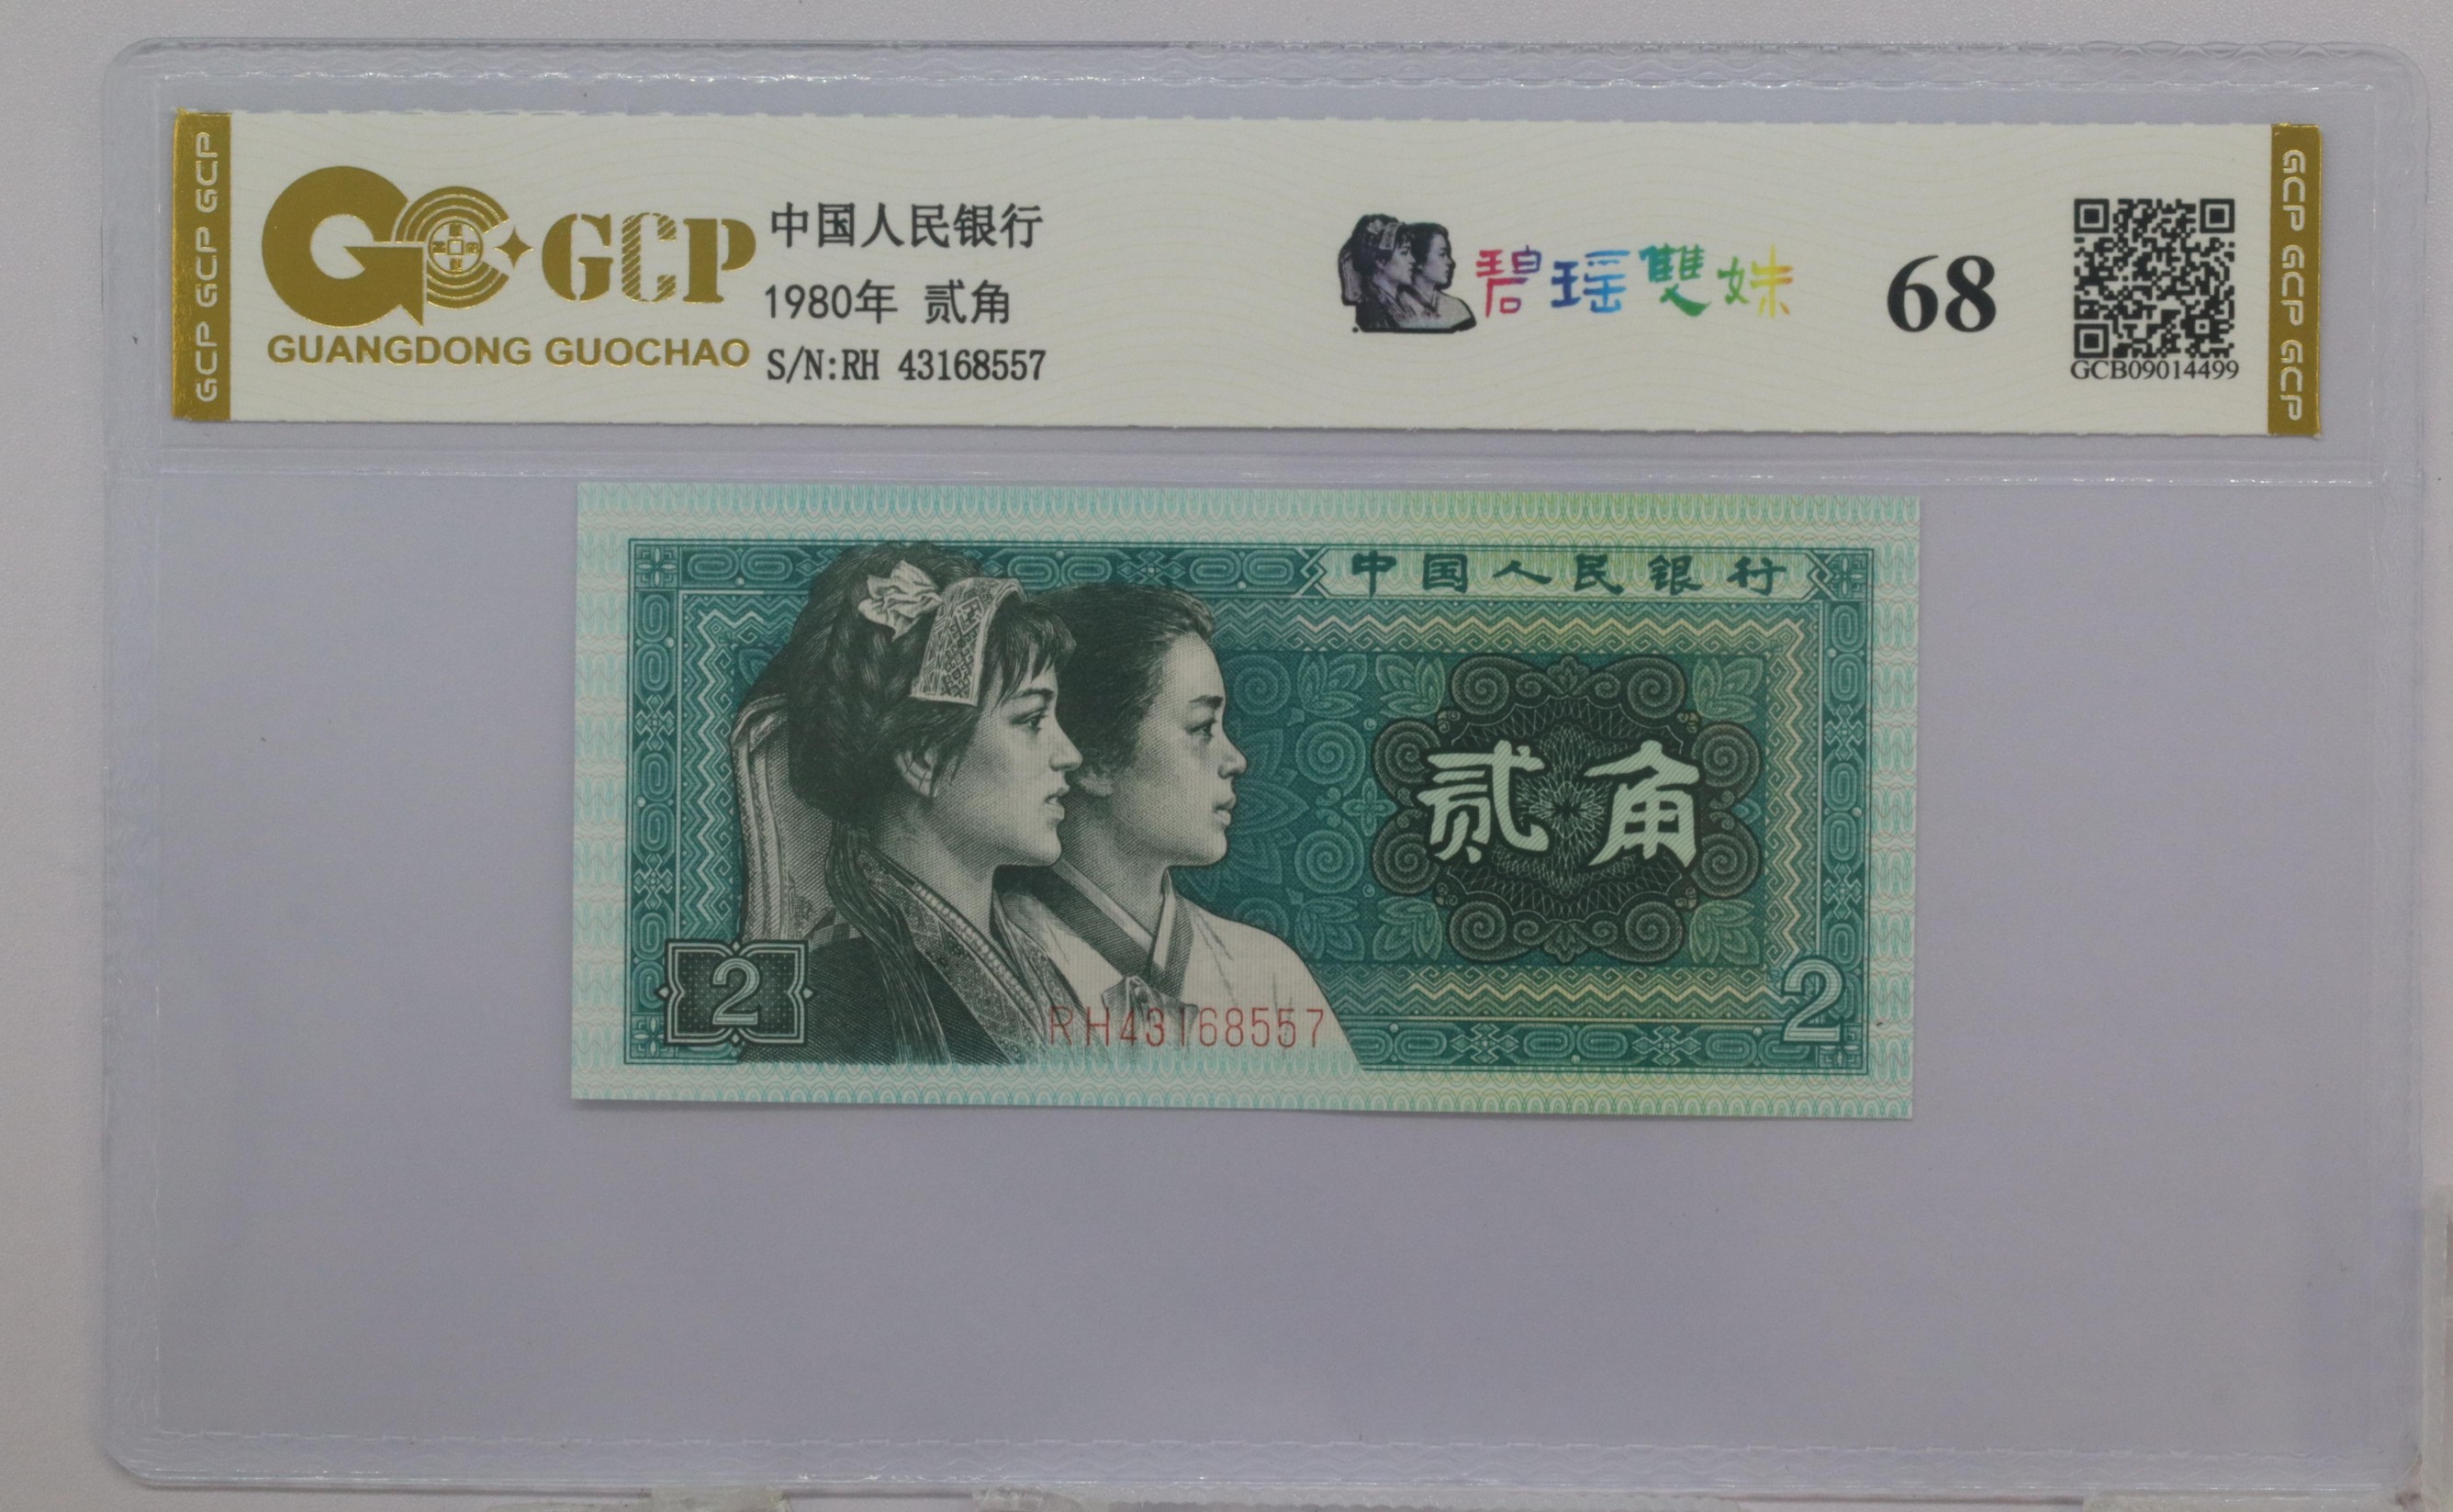 GCP GCP GCP
GCP
GUANGDONG GUOCHAO
中国人民银行
1980年 贰角
S/N:RH 43168557
碧瑶雙姝
68
GCB09014499
GCP GCP GCP
中国人民银行
贰角
2
RH43168557
2